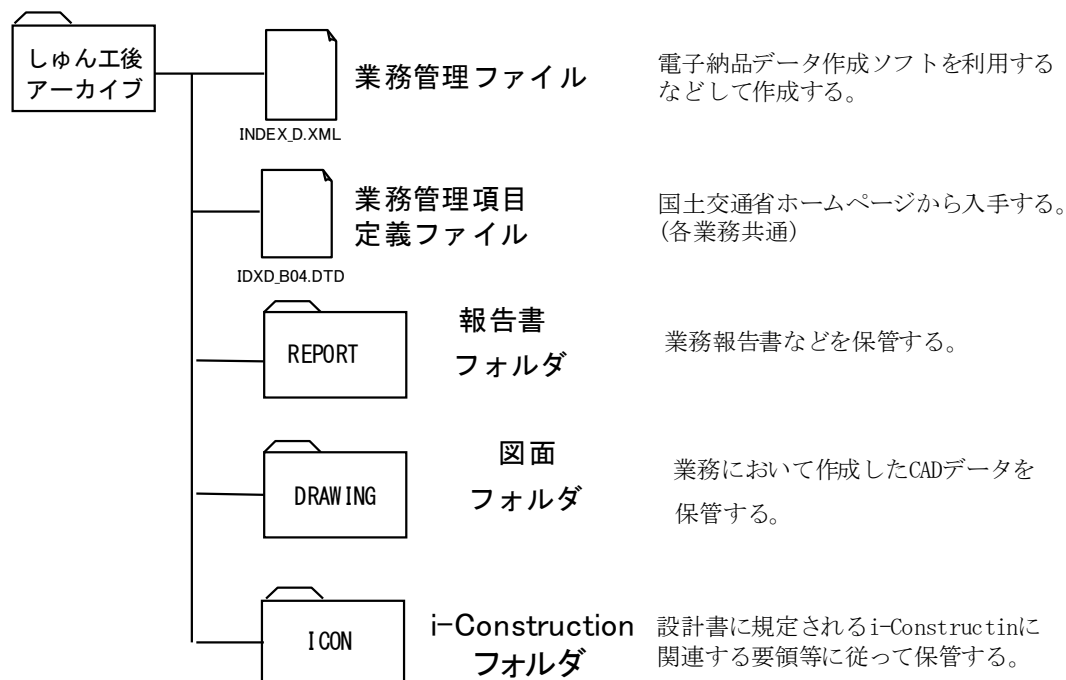 しゅん工後
アーカイブ
業務管理ファイル
電子納品データ作成ソフトを利用する
などして作成する。
INDEX_D.XML
業務管理項目
定義ファイル
国土交通省ホームページから入手する。
(各業務共通)
IDXD_B04.DTD
REPORT
報告書
フォルダ
業務報告書などを保管する。
DRAWING
図面
フォルダ
業務において作成したCADデータを
保管する。
ICON
i-Construction
フォルダ
設計書に規定されるi-Constructinに
関連する要領等に従って保管する。